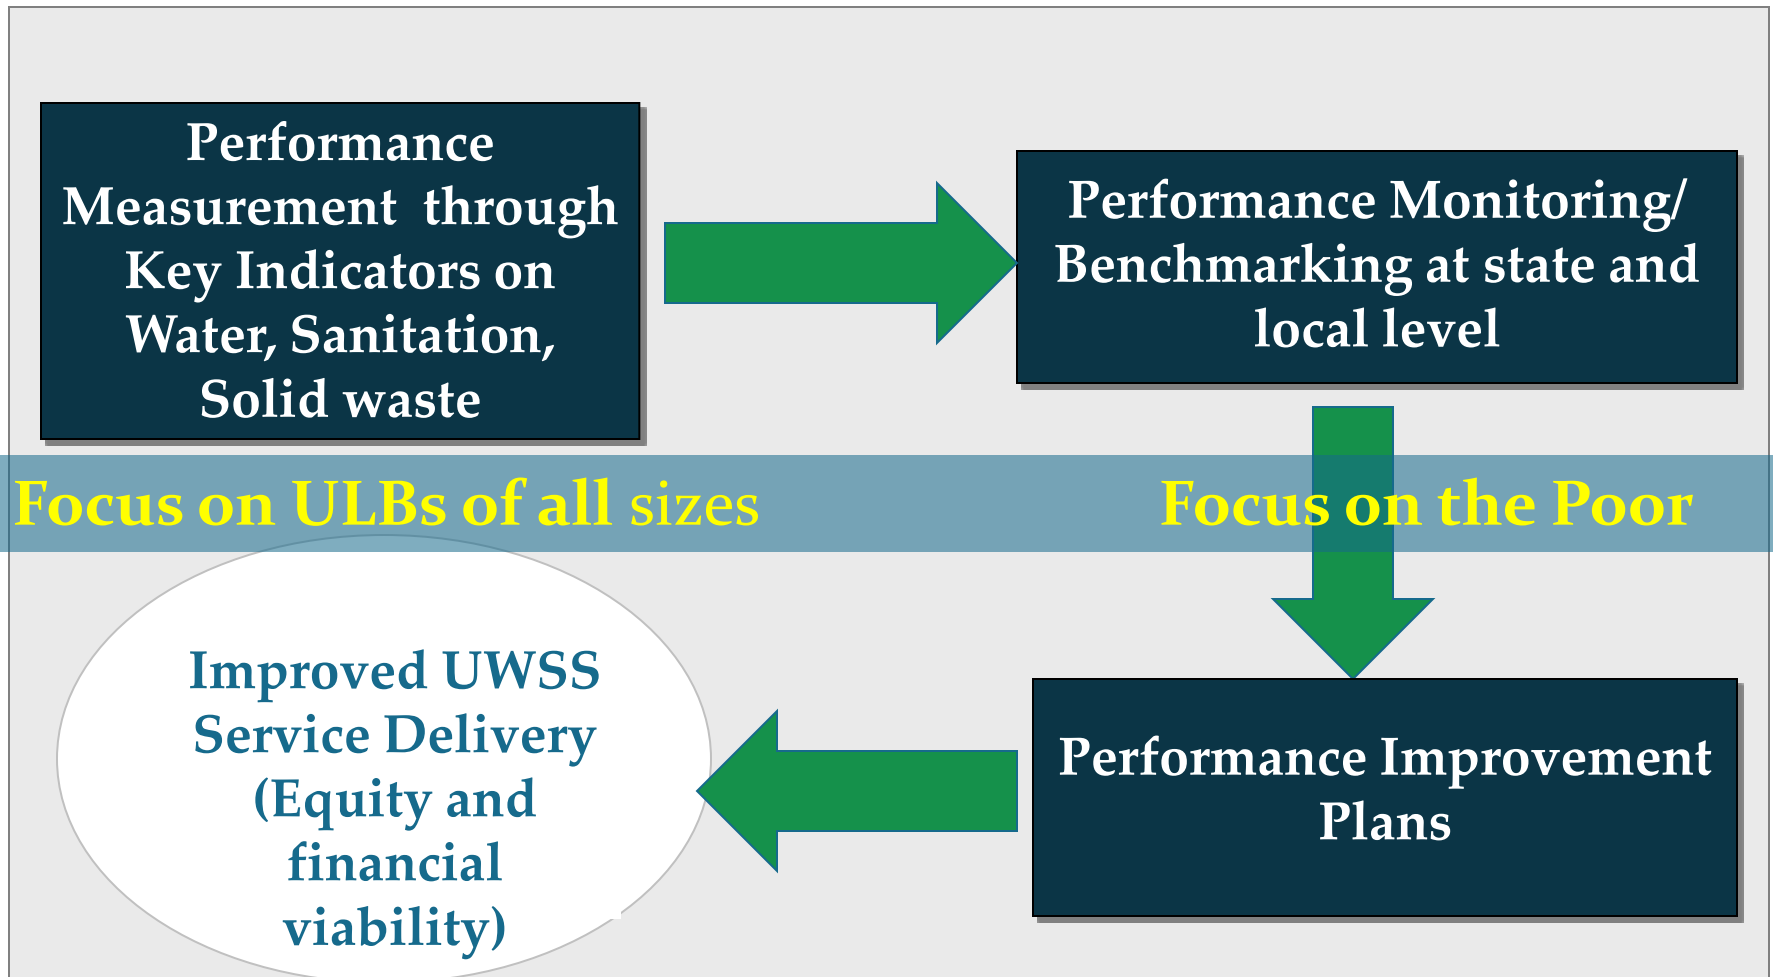 Performance
Measurement through
Key Indicators on
Water, Sanitation,
Solid waste
Performance Monitoring/
Benchmarking at state and
local level
Focus on ULBs of all sizes
Focus on the Poor
Improved UWSS
Service Delivery
(Equity and
financial
viability)
Performance Improvement
Plans